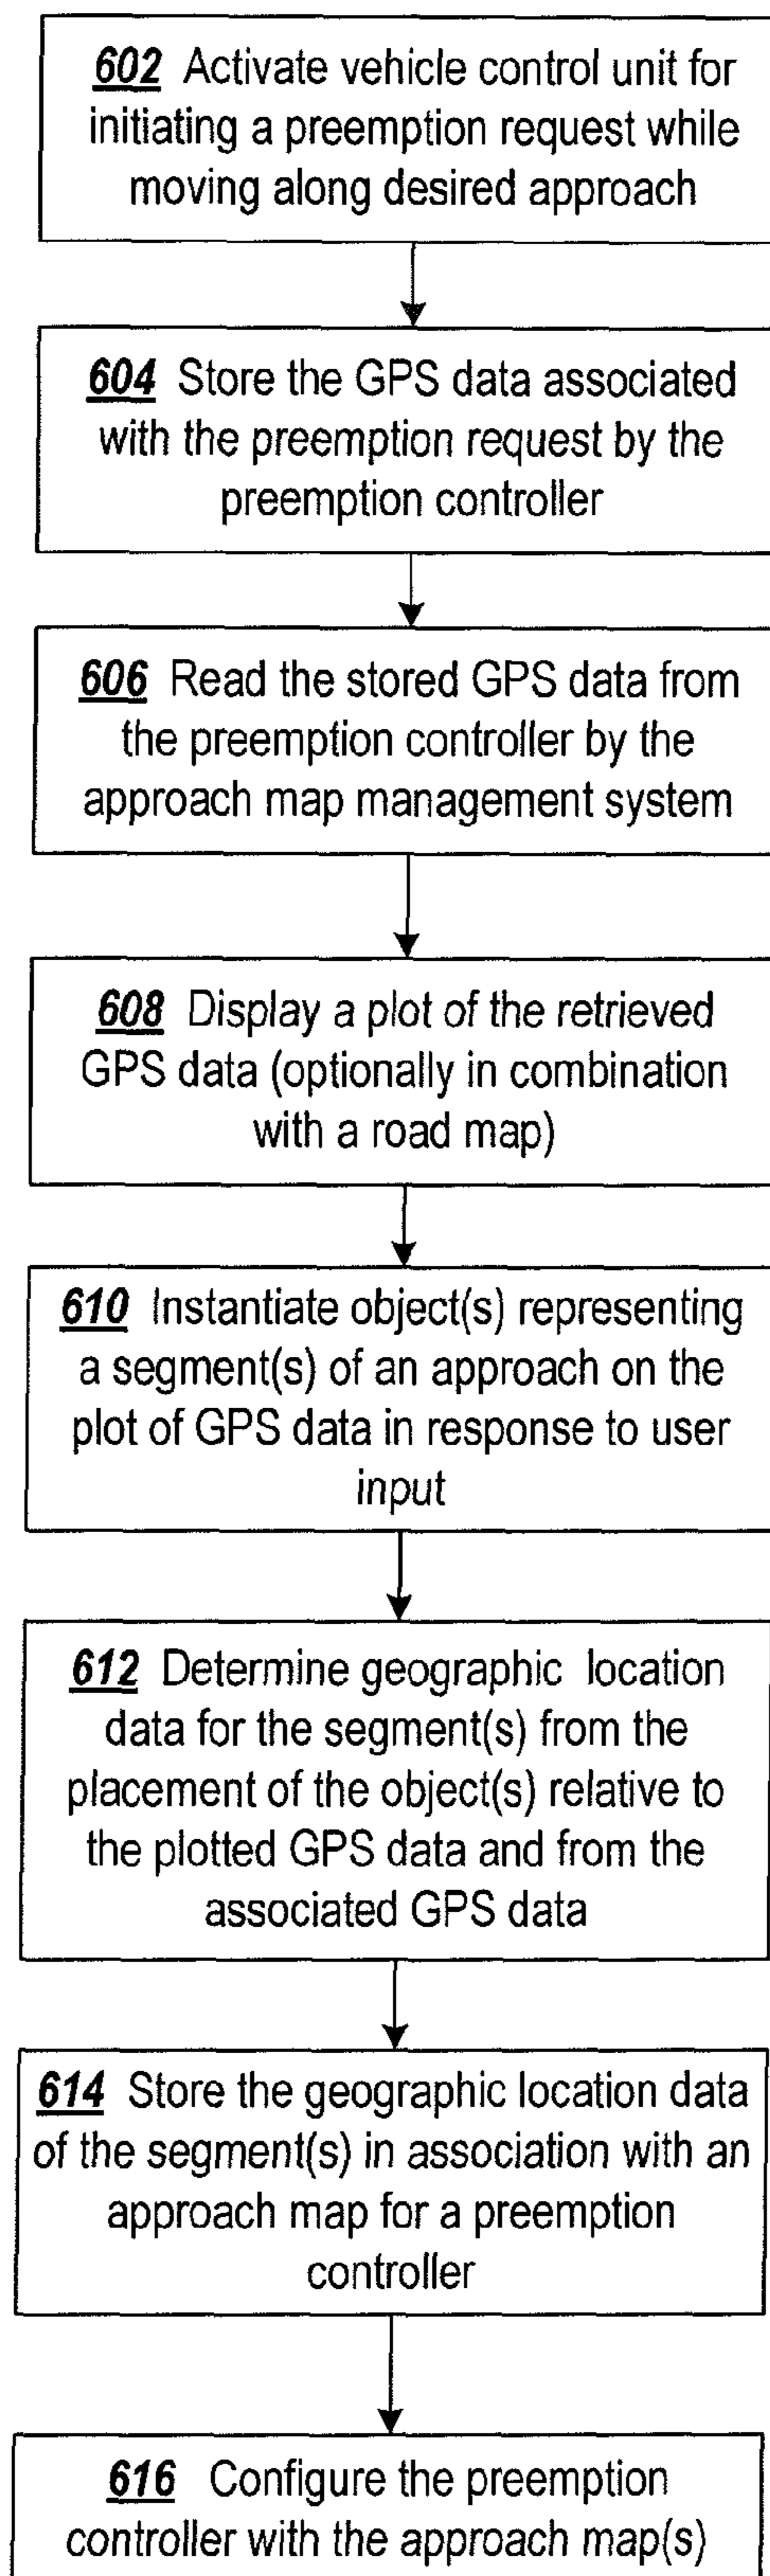 602 Activate vehicle control unit for
initiating a preemption request while
moving along desired approach
604 Store the GPS data associated
with the preemption request by the
preemption controller
606 Read the stored GPS data from
the preemption controller by the
approach map management system
608 Display a plot of the retrieved
GPS data (optionally in combination
with a road map)
610 Instantiate object(s) representing
a segment(s) of an approach on the
plot of GPS data in response to user
input
612 Determine geographic location
data for the segment(s) from the
placement of the object(s) relative to
the plotted GPS data and from the
associated GPS data
614 Store the geographic location data
of the segment(s) in association with an
approach map for a preemption
controller
616 Configure the preemption
controller with the approach map(s)